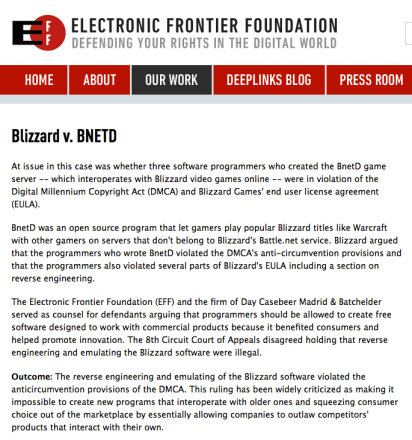 EFF ELECTRONIC FRONTIER FOUNDATION
DEFENDING YOUR RIGHTS IN THE DIGITAL WORLD
HOME ABOUT OUR WORK DEEPLINKS BLOG PRESS ROOM
Blizzard v. BNETD
At issue in this case was whether three software programmers who created the BnetD game
server -- which interoperates with Blizzard video games online -- were in violation of the
Digital Millennium Copyright Act (DMCA) and Blizzard Games' end user license agreement
(EULA).
BnetD was an open source program that let gamers play popular Blizzard titles like Warcraft
with other gamers on servers that don't belong to Blizzard's Battle.net service. Blizzard argued
that the programmers who wrote BnetD violated the DMCA's anti-circumvention provisions and
that the programmers also violated several parts of Blizzard's EULA including a section on
reverse engineering.
The Electronic Frontier Foundation (EFF) and the firm of Day Casebeer Madrid & Batchelder
served as counsel for defendants arguing that programmers should be allowed to create free
software designed to work with commercial products because it benefited consumers and
helped promote innovation. The 8th Circuit Court of Appeals disagreed holding that reverse
engineering and emulating the Blizzard software were illegal.
Outcome: The reverse engineering and emulating of the Blizzard software violated the
anticircumvention provisions of the DMCA. This ruling has been widely criticized as making it
impossible to create new programs that interoperate with older ones and squeezing consumer
choice out of the marketplace by essentially allowing companies to outlaw competitors'
products that interact with their own.